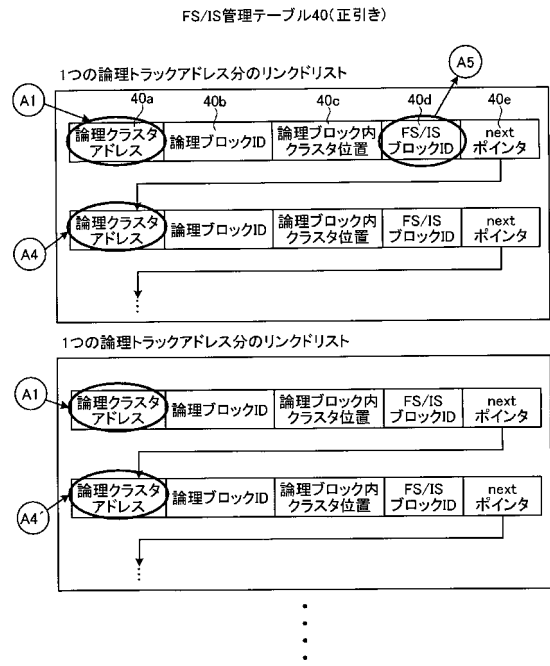 FS/IS管理テーブル40(正引き)
1つの論理トラックアドレス分のリンクドリスト
A5
A1
40a
40b
40c
40d
40e
論理クラスタ
アドレス
論理ブロックID
論理ブロック内
クラスタ位置
FS/IS
ブロックID
next
ポインタ
A4
論理クラスタ
アドレス
論理ブロックID
論理ブロック内
クラスタ位置
FS/IS
ブロックID
next
ポインタ
1つの論理トラックアドレス分のリンクドリスト
A1
論理クラスタ
アドレス
論理ブロックID
論理ブロック内
クラスタ位置
FS/IS
ブロックID
next
ポインタ
A4´
論理クラスタ
アドレス
論理ブロックID
論理ブロック内
クラスタ位置
FS/IS
ブロックID
next
ポインタ